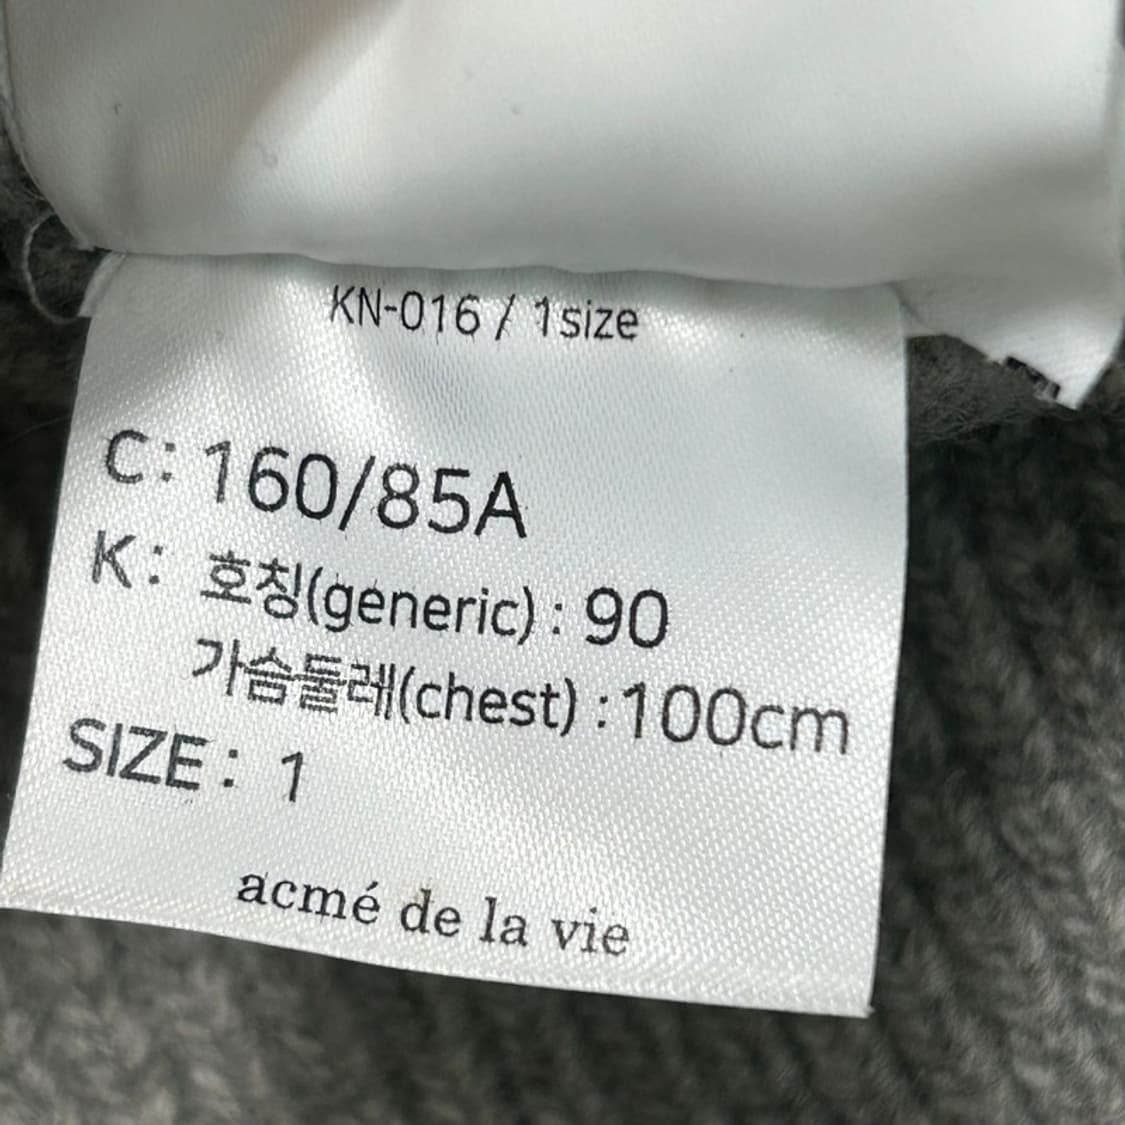 KN-016 / 1size
C: 160/85A
K: 호칭(generic) : 90
가슴둘레(chest) :100cm
SIZE : 1
acmé de la vie